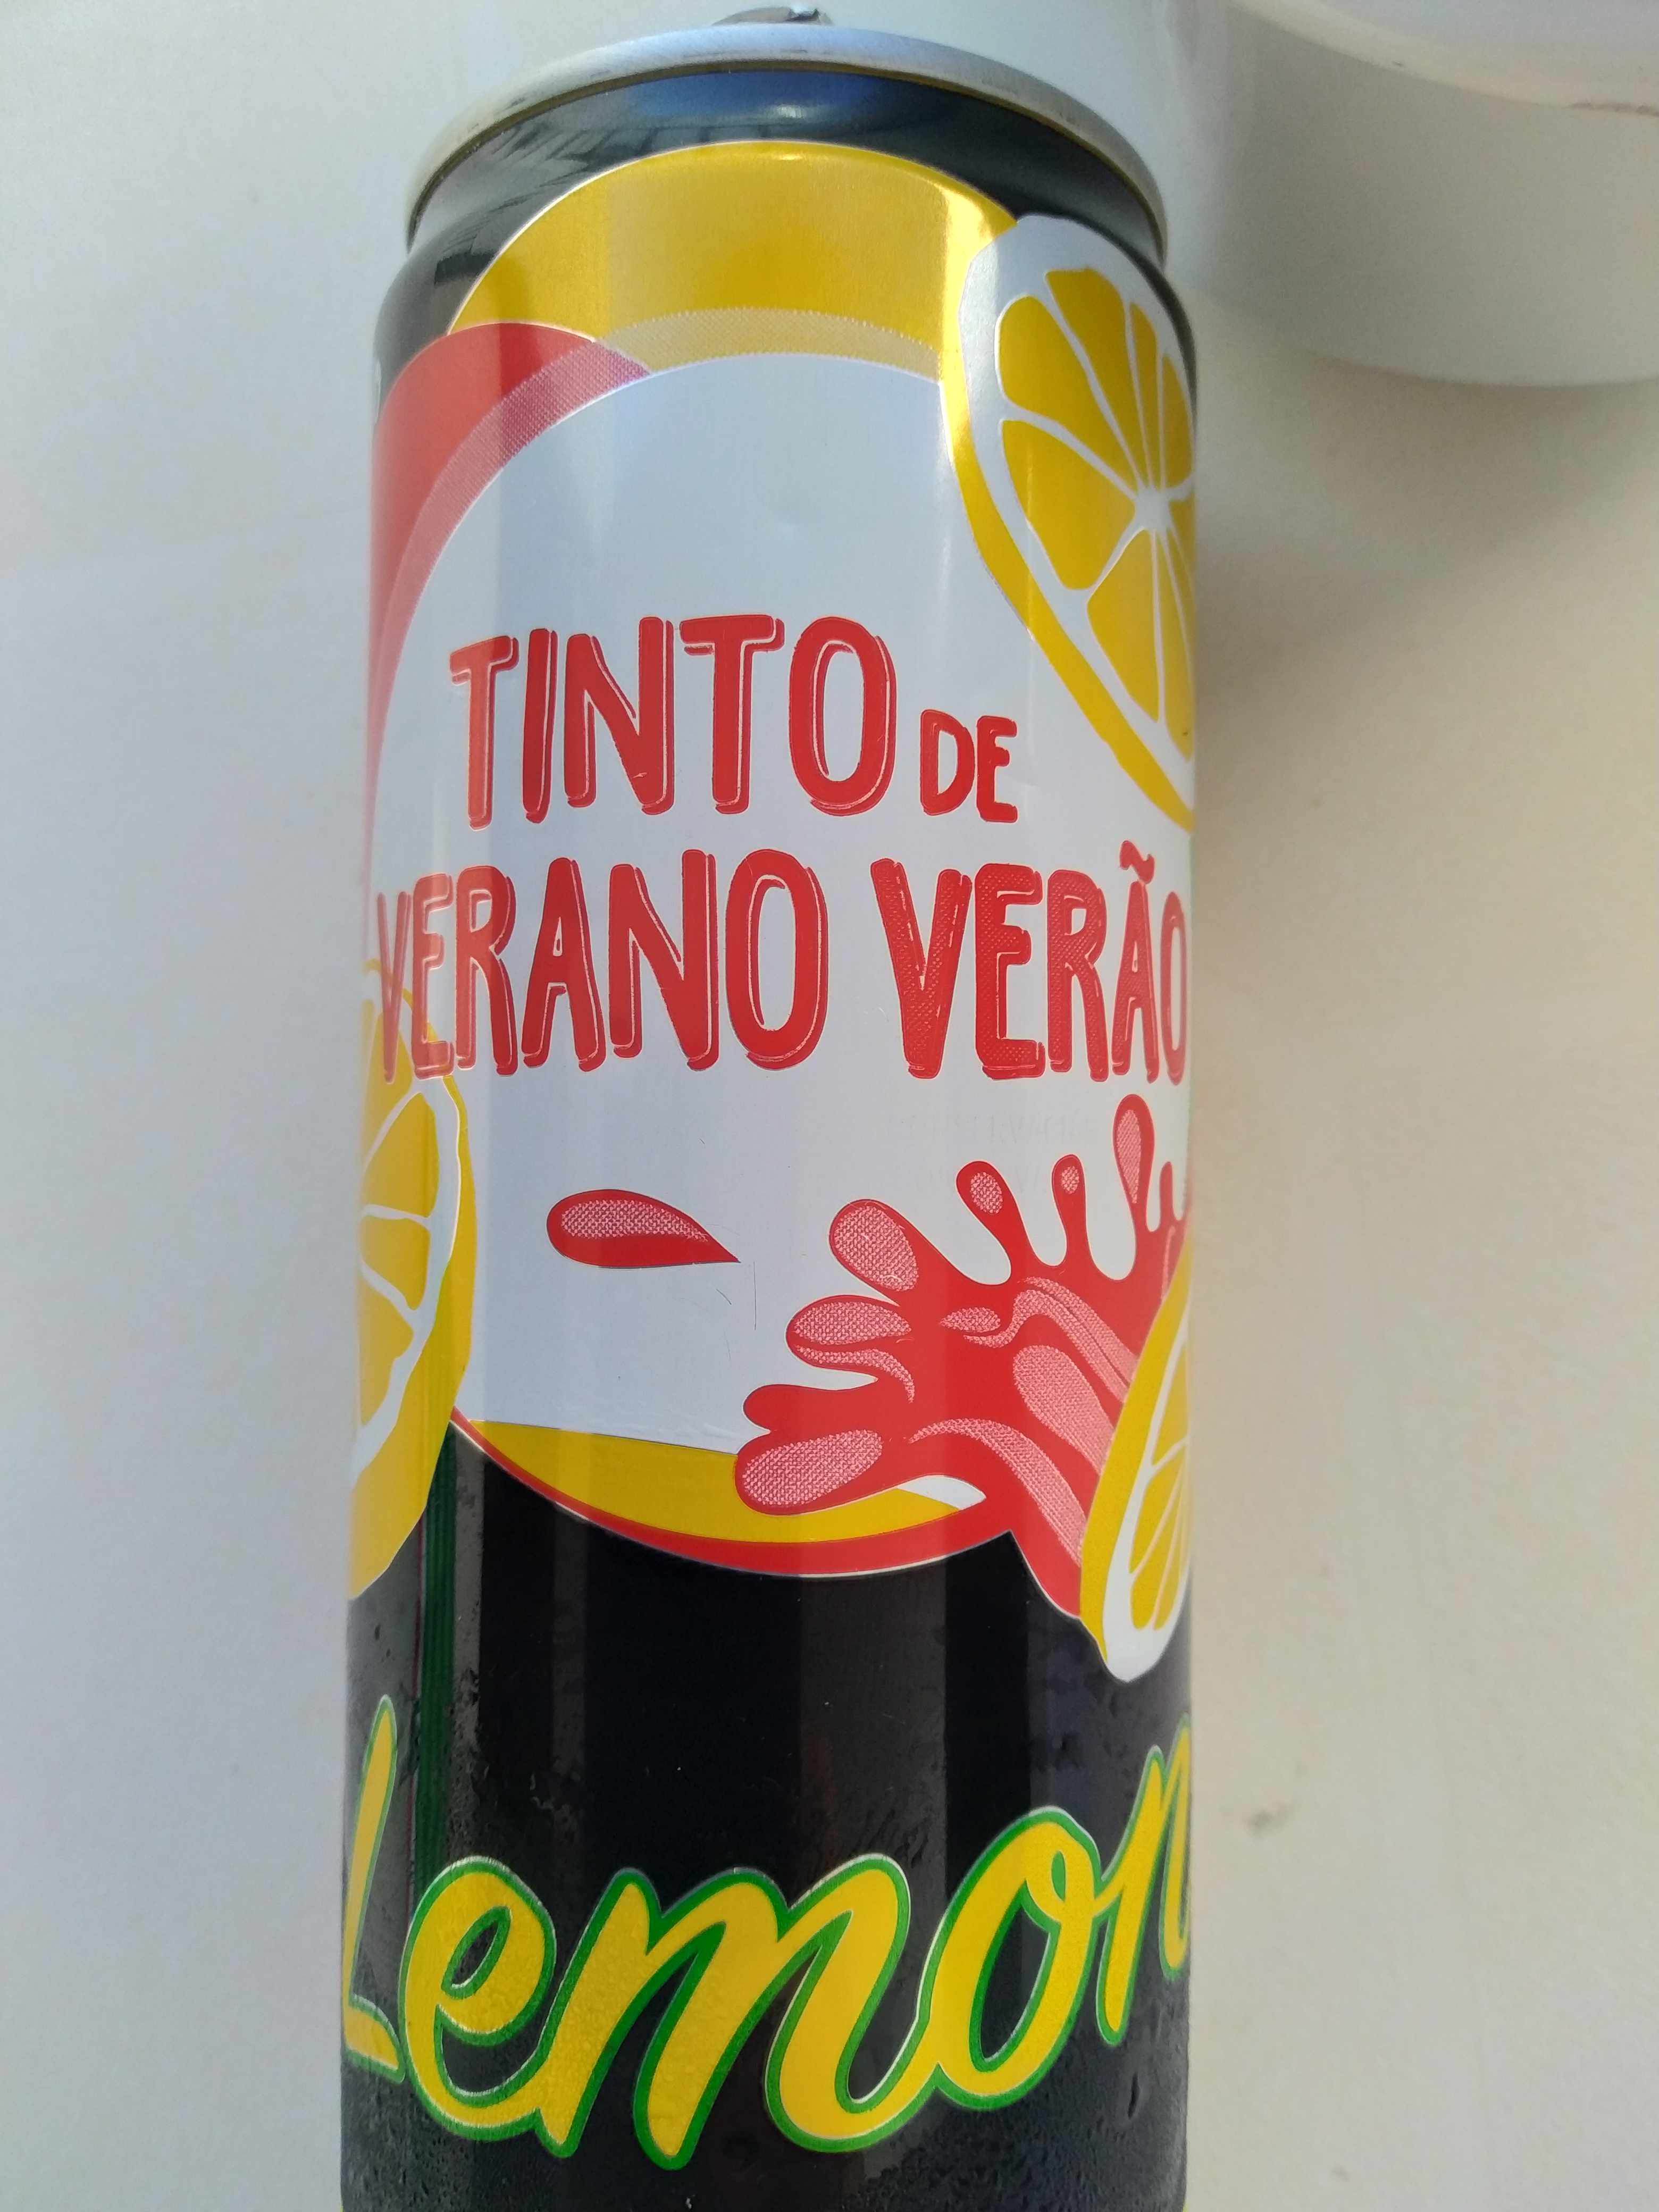 TINTO DE
VERANO VERÃO
Lemon